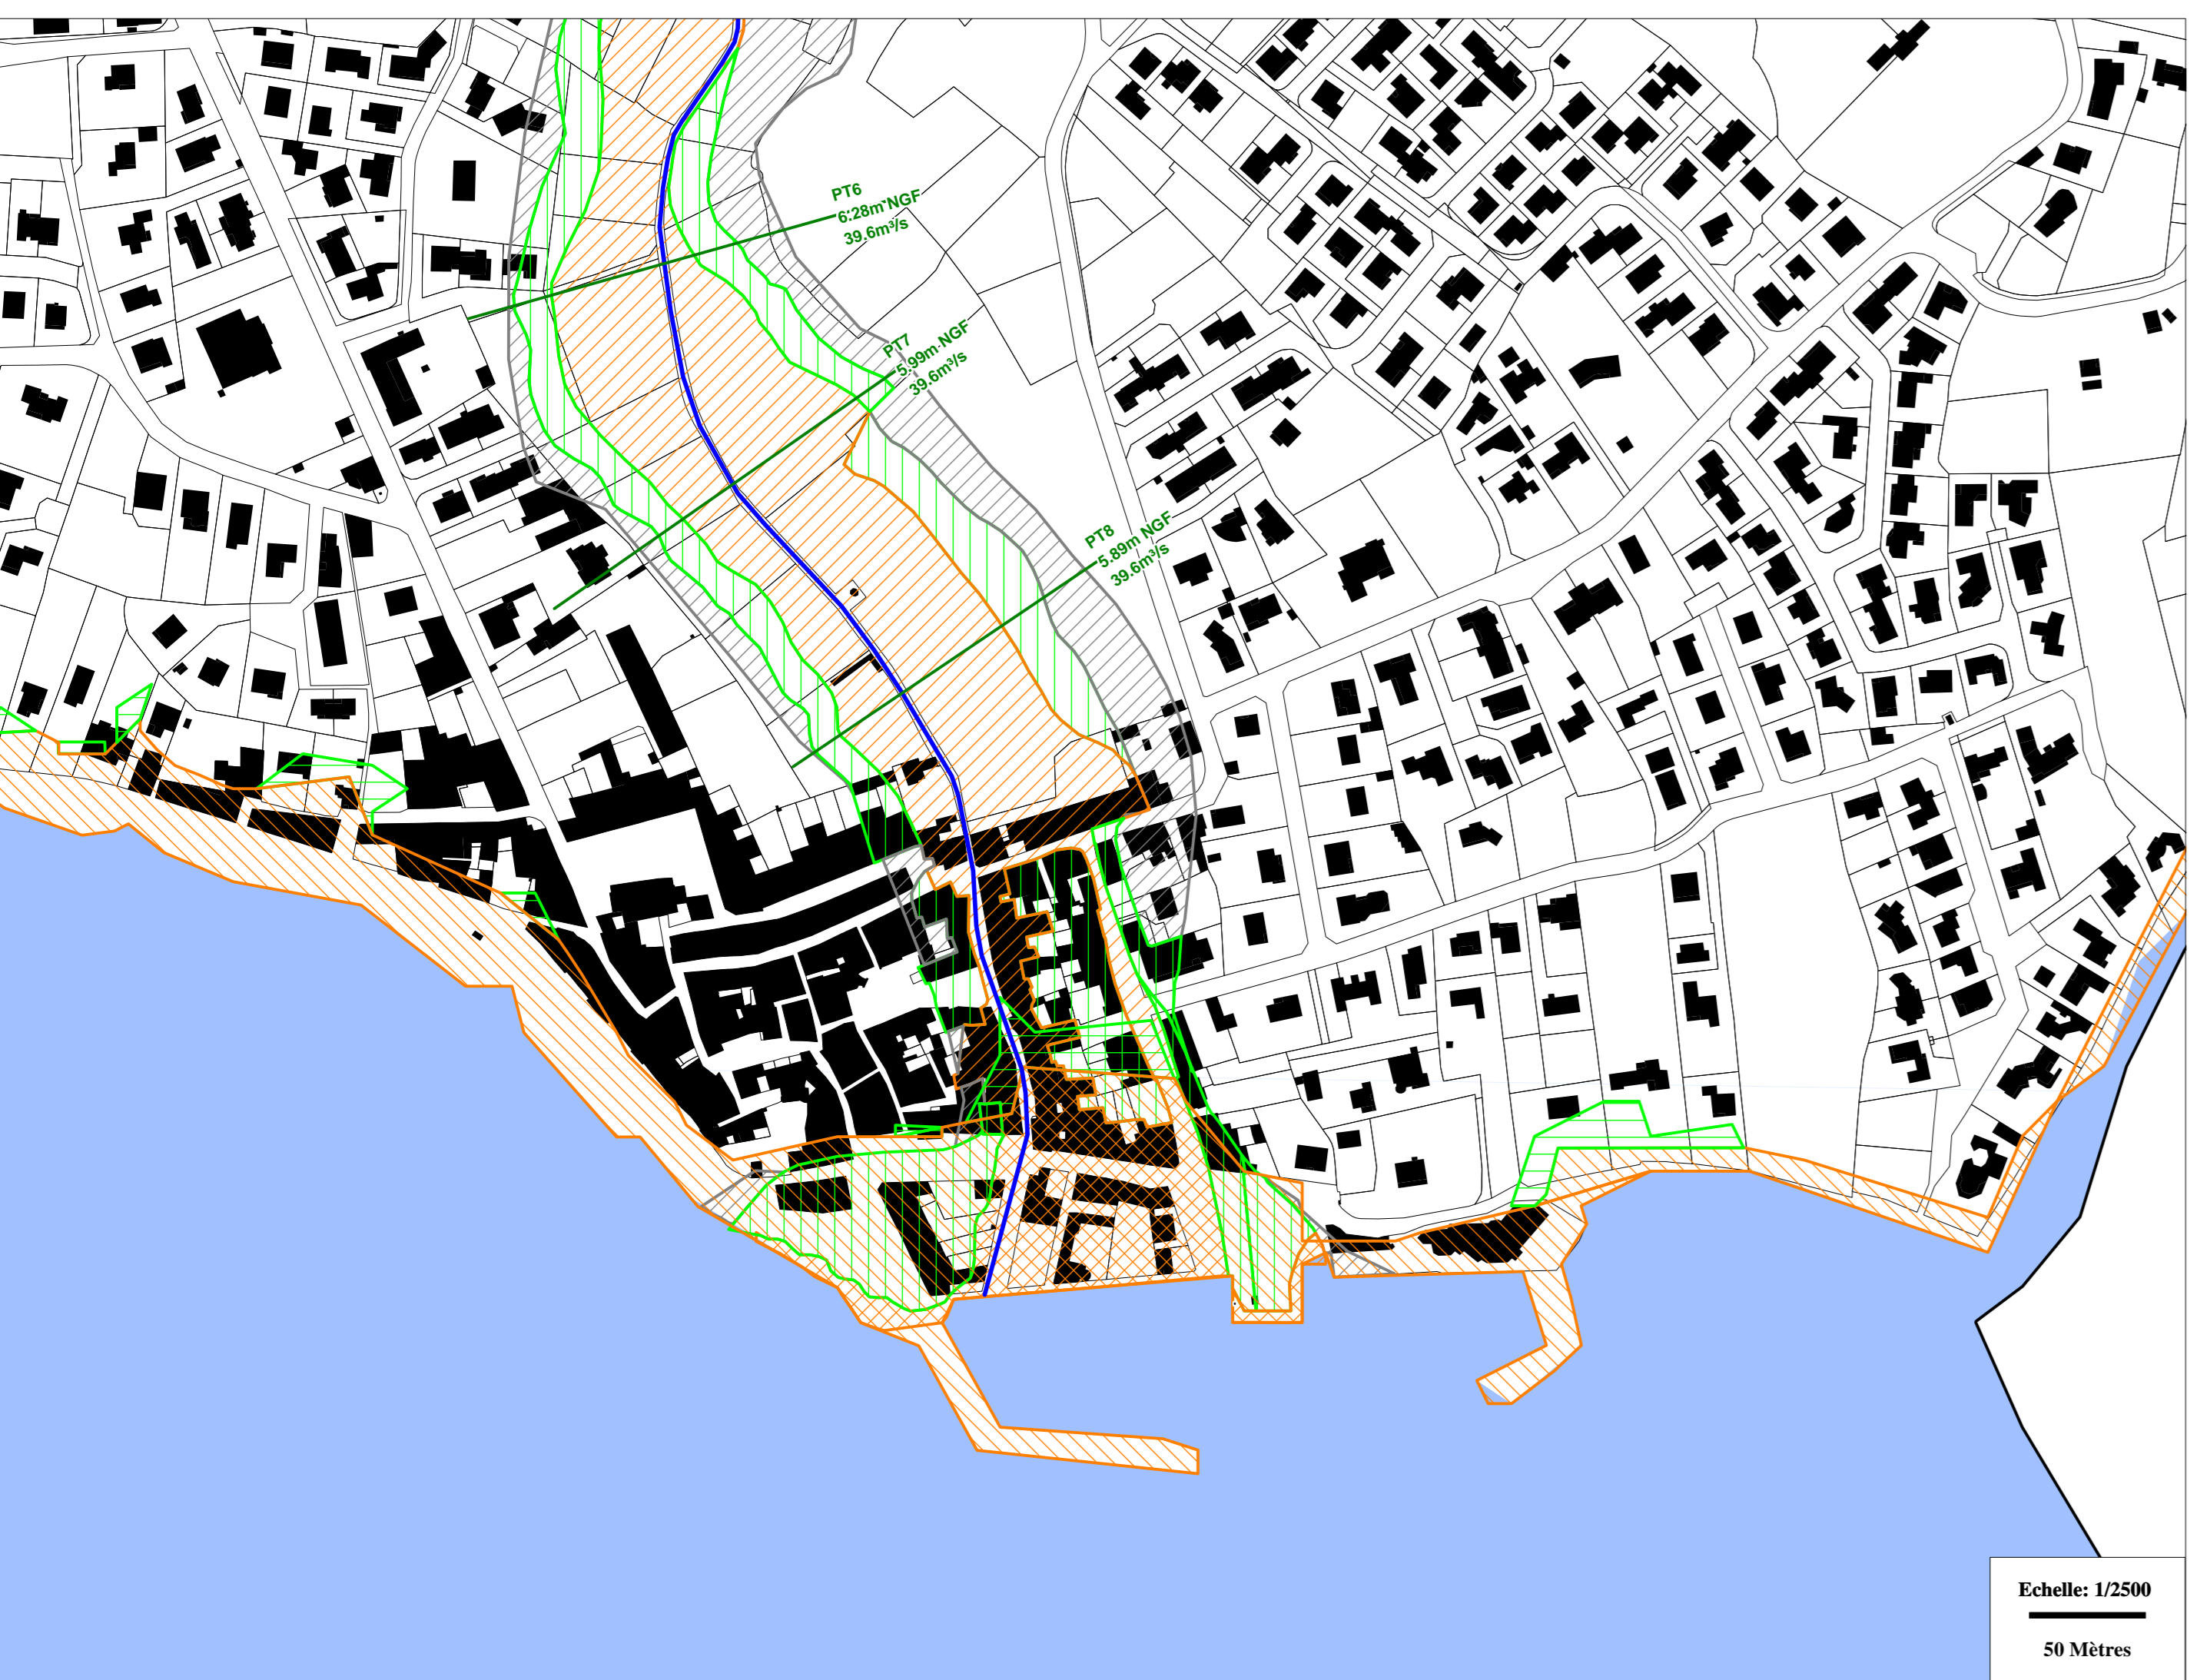 PT6
6.28m NGF
39.6m³/s
PT7
5.99m NGF
39.6m³/s
PT8
5.89m NGF
39.6m³/s
Echelle: 1/2500
50 Mètres